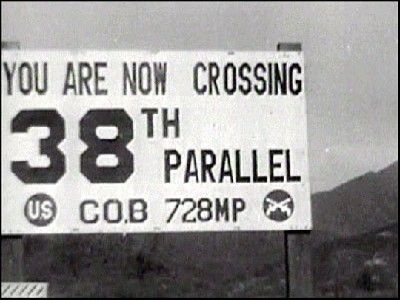 YOU ARE NOW CROSSING
38TH
PARALLEL
US CO.B 728MP